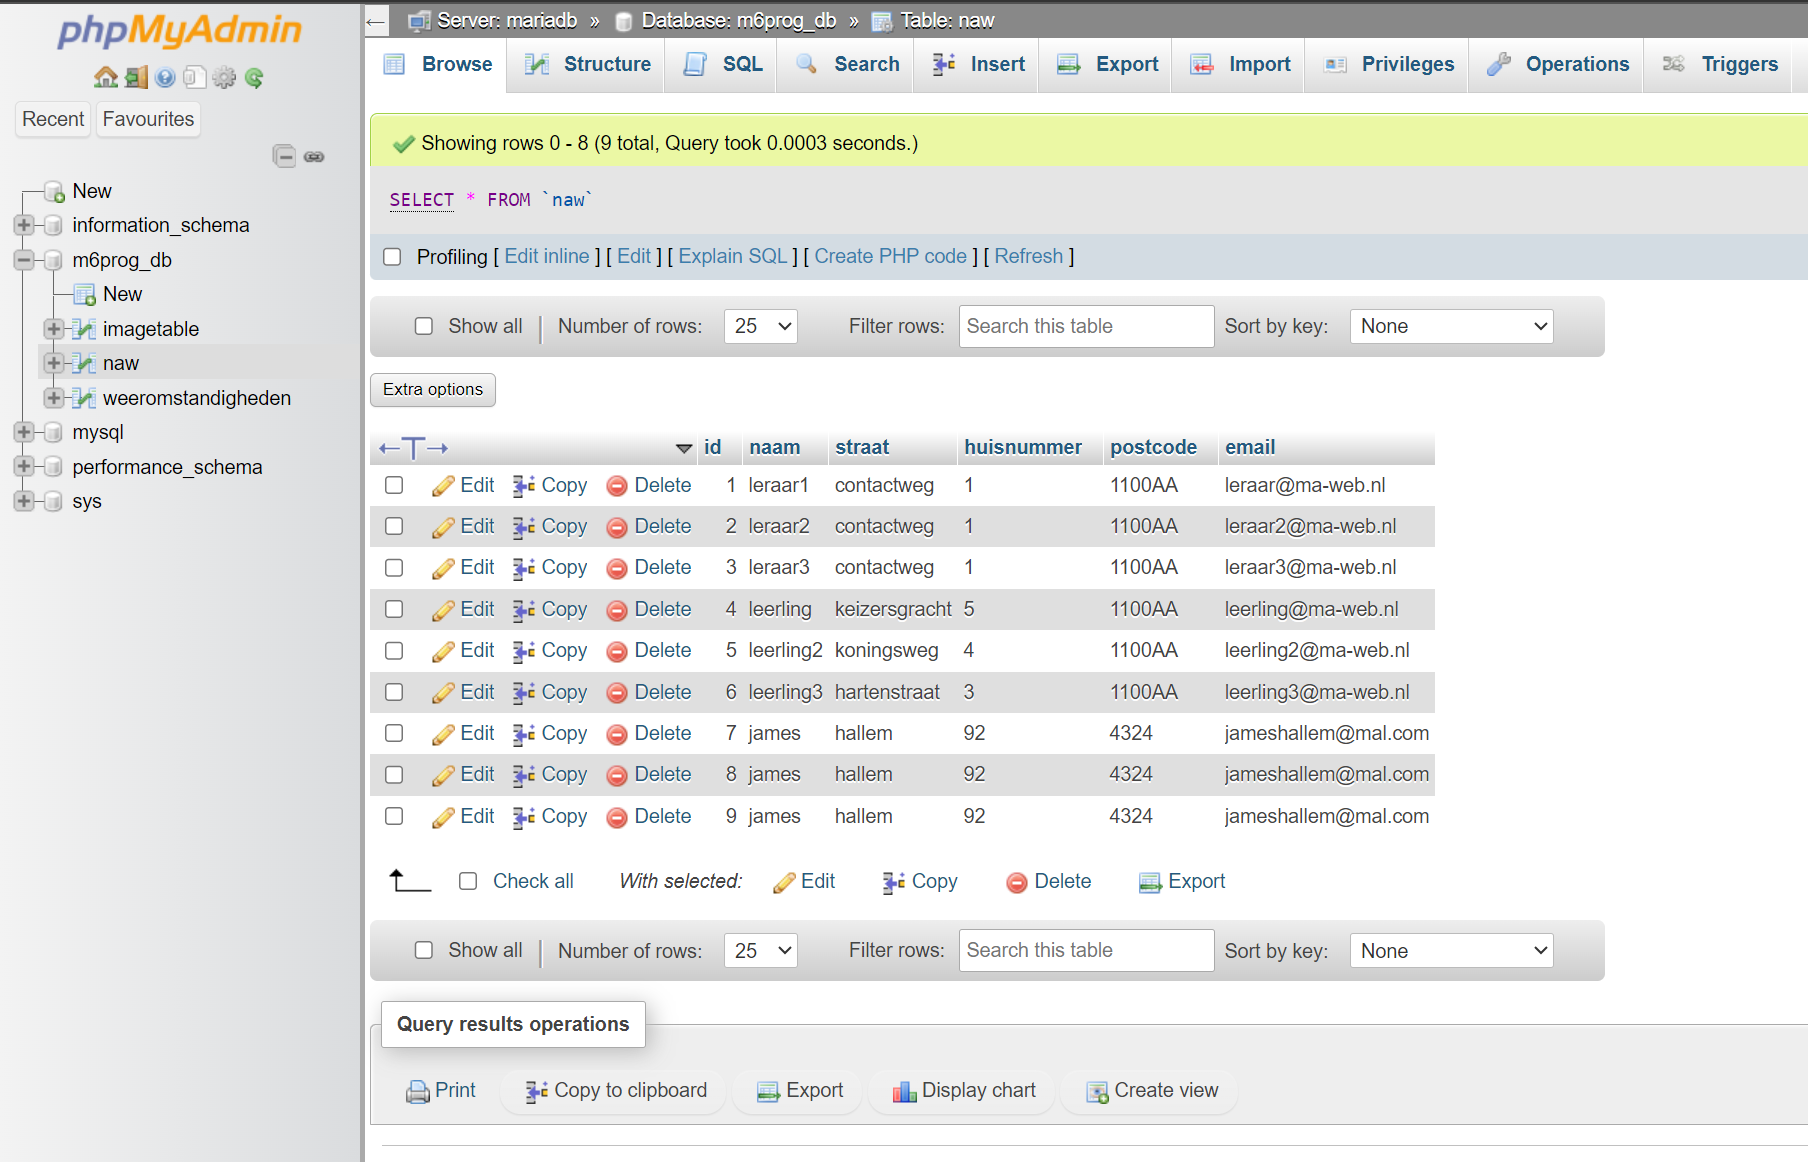 phpMyAdmin
Recent Favourites
New
information_schema
m6prog_db
New
imagetable
naw
weeromstandigheden
mysql
performance_schema
sys
← Server: mariadb » Database: m6prog_db » Table: naw
Browse Structure SQL Search Insert Export Import Privileges Operations Triggers
Showing rows 0 - 8 (9 total, Query took 0.0003 seconds.)
SELECT * FROM `naw`
Profiling [ Edit inline ] [ Edit ] [ Explain SQL ] [ Create PHP code ] [ Refresh ]
Show all | Number of rows: 25 Filter rows: Search this table Sort by key: None
Extra options
←T→ id naam straat huisnummer postcode email
Edit Copy Delete 1 leraar1 contactweg 1 1100AA leraar@ma-web.nl
Edit Copy Delete 2 leraar2 contactweg 1 1100AA leraar2@ma-web.nl
Edit Copy Delete 3 leraar3 contactweg 1 1100AA leraar3@ma-web.nl
Edit Copy Delete 4 leerling keizersgracht 5 1100AA leerling@ma-web.nl
Edit Copy Delete 5 leerling2 koningsweg 4 1100AA leerling2@ma-web.nl
Edit Copy Delete 6 leerling3 hartenstraat 3 1100AA leerling3@ma-web.nl
Edit Copy Delete 7 james hallem 92 4324 jameshallem@mal.com
Edit Copy Delete 8 james hallem 92 4324 jameshallem@mal.com
Edit Copy Delete 9 james hallem 92 4324 jameshallem@mal.com
Check all With selected: Edit Copy Delete Export
Show all | Number of rows: 25 Filter rows: Search this table Sort by key: None
Query results operations
Print Copy to clipboard Export Display chart Create view